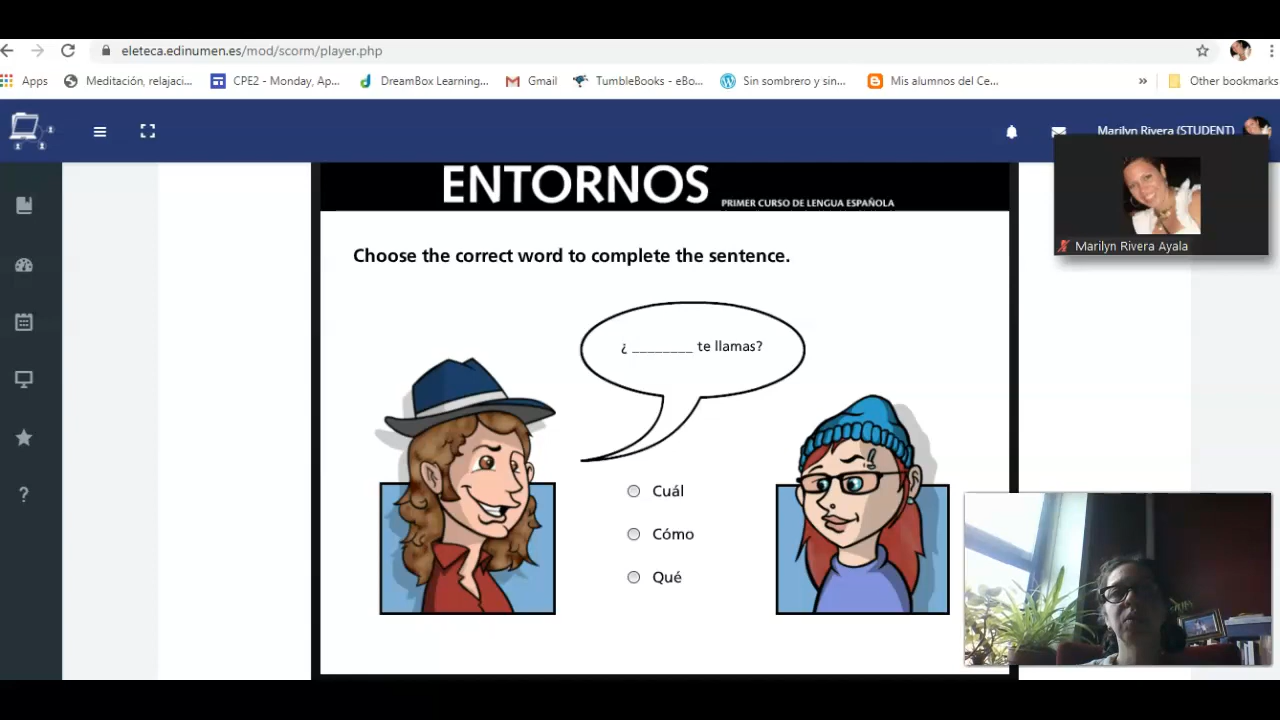 eleteca.edinumen.es/mod/scorm/player.php
Apps Meditación, relajaci... CPE2 - Monday, Ap... DreamBox Learning... Gmail TumbleBooks - eBo... Sin sombrero y sin... Mis alumnos del Ce... » Other bookmarks
Marilyn Rivera (STUDENT)
Marilyn Rivera Ayala
ENTORNOS
PRIMER CURSO DE LENGUA ESPAÑOLA
Choose the correct word to complete the sentence.
¿ ________ te llamas?
Cuál
Cómo
Qué